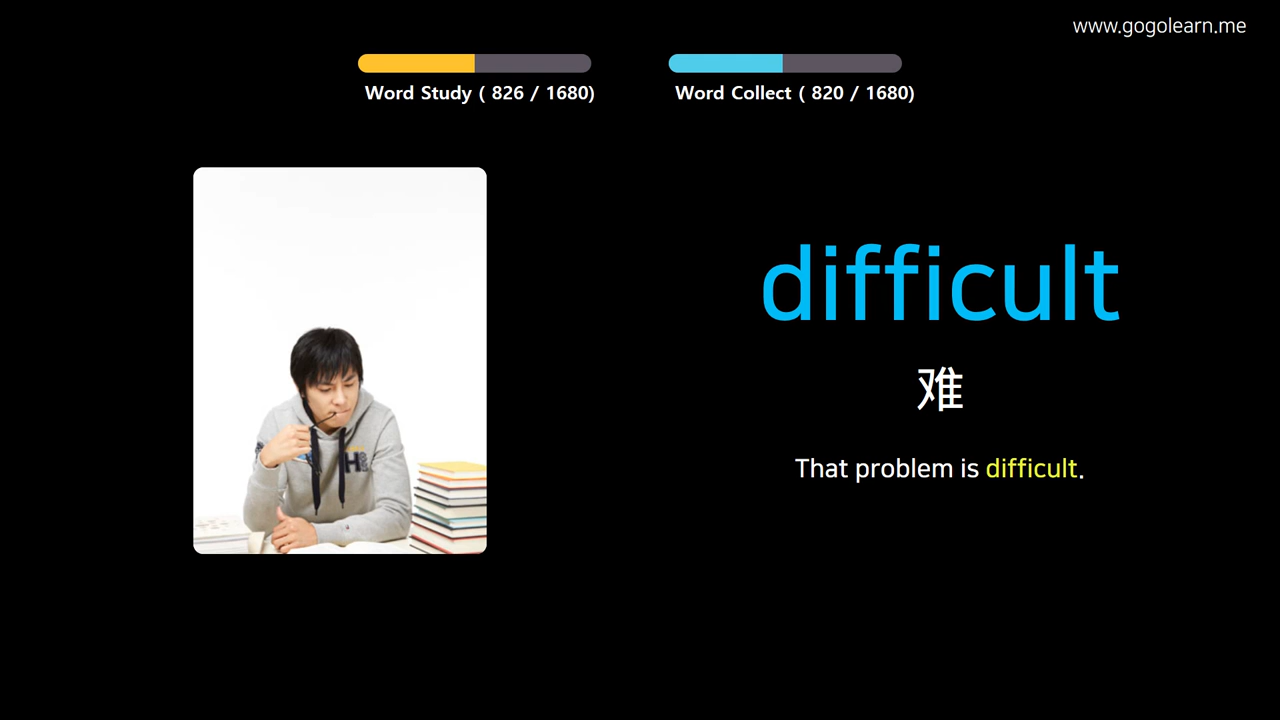 www.gogolearn.me
Word Study ( 826 / 1680)
Word Collect ( 820 / 1680)
difficult
难
That problem is difficult.
H